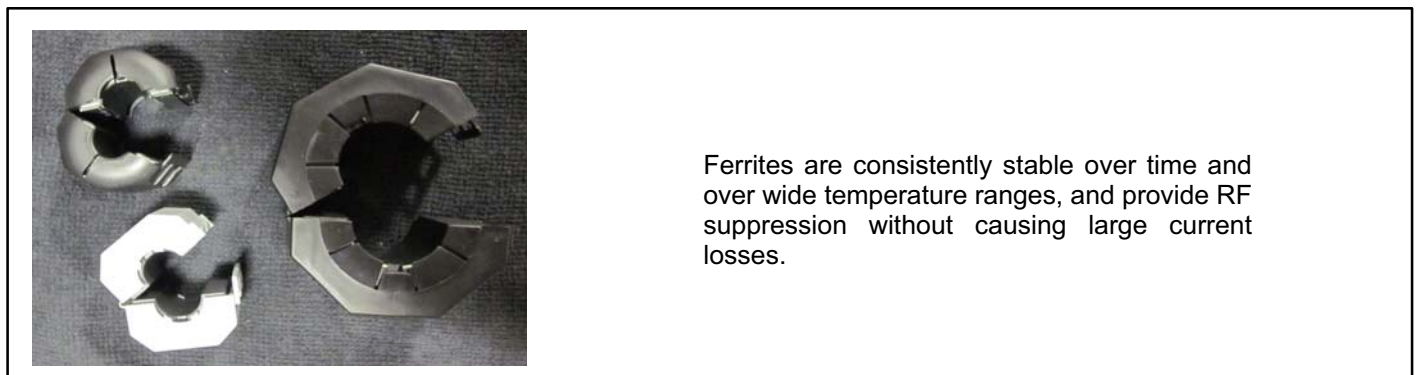 Ferrites are consistently stable over time and
over wide temperature ranges, and provide RF
suppression without causing large current
losses.